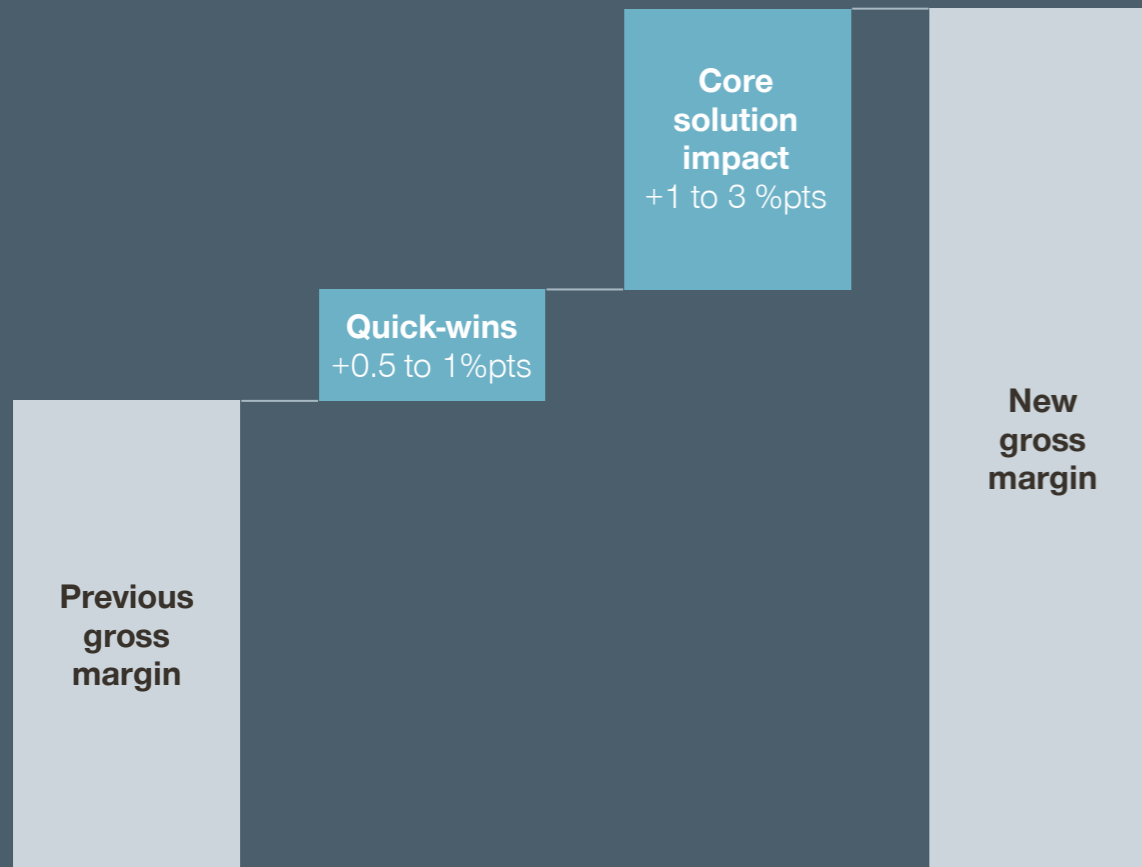 Core
solution
impact
+1 to 3 %pts
Quick-wins
+0.5 to 1%pts
New
gross
margin
Previous
gross
margin